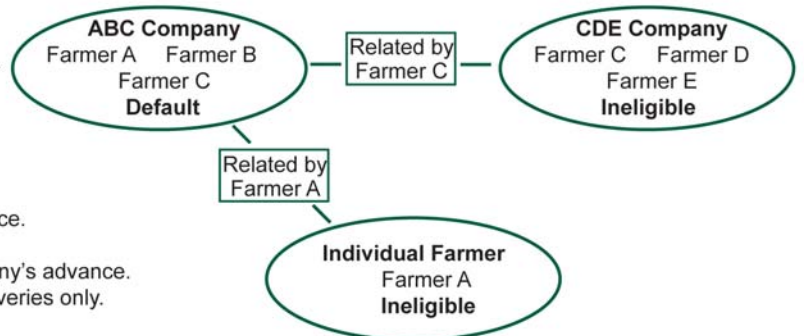 ABC Company
Farmer A Farmer B
Farmer C
Default
Related by
Farmer C
CDE Company
Farmer C Farmer D
Farmer E
Ineligible
Related by
Farmer A
Individual Farmer
Farmer A
Ineligible
ce.
ny's advance.
veries only.